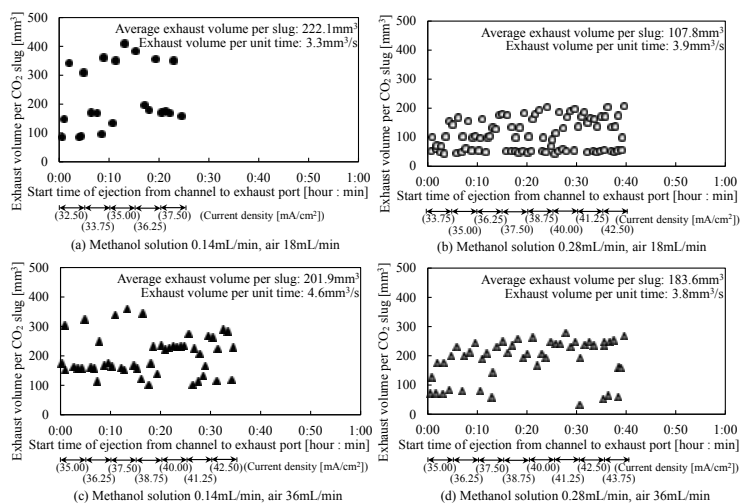 Exhaust volume per CO₂ slug [mm³]
500
400
300
200
100
0
Average exhaust volume per slug: 222.1mm³
Exhaust volume per unit time: 3.3mm³/s
0:00 0:10 0:20 0:30 0:40 0:50 1:00
Start time of ejection from channel to exhaust port [hour : min]
(32.50) (35.00) (37.50) (Current density [mA/cm²])
(33.75) (36.25)
(a) Methanol solution 0.14mL/min, air 18mL/min
Exhaust volume per CO₂ slug [mm³]
500
400
300
200
100
0
Average exhaust volume per slug: 107.8mm³
Exhaust volume per unit time: 3.9mm³/s
0:00 0:10 0:20 0:30 0:40 0:50 1:00
Start time of ejection from channel to exhaust port [hour : min]
(33.75) (36.25) (38.75) (41.25) (Current density [mA/cm²])
(35.00) (37.50) (40.00) (42.50)
(b) Methanol solution 0.28mL/min, air 18mL/min
Exhaust volume per CO₂ slug [mm³]
500
400
300
200
100
0
Average exhaust volume per slug: 201.9mm³
Exhaust volume per unit time: 4.6mm³/s
0:00 0:10 0:20 0:30 0:40 0:50 1:00
Start time of ejection from channel to exhaust port [hour : min]
(35.00) (37.50) (40.00) (42.50) (Current density [mA/cm²])
(36.25) (38.75) (41.25)
(c) Methanol solution 0.14mL/min, air 36mL/min
Exhaust volume per CO₂ slug [mm³]
500
400
300
200
100
0
Average exhaust volume per slug: 183.6mm³
Exhaust volume per unit time: 3.8mm³/s
0:00 0:10 0:20 0:30 0:40 0:50 1:00
Start time of ejection from channel to exhaust port [hour : min]
(35.00) (37.50) (40.00) (42.50) (Current density [mA/cm²])
(36.25) (38.75) (41.25) (43.75)
(d) Methanol solution 0.28mL/min, air 36mL/min